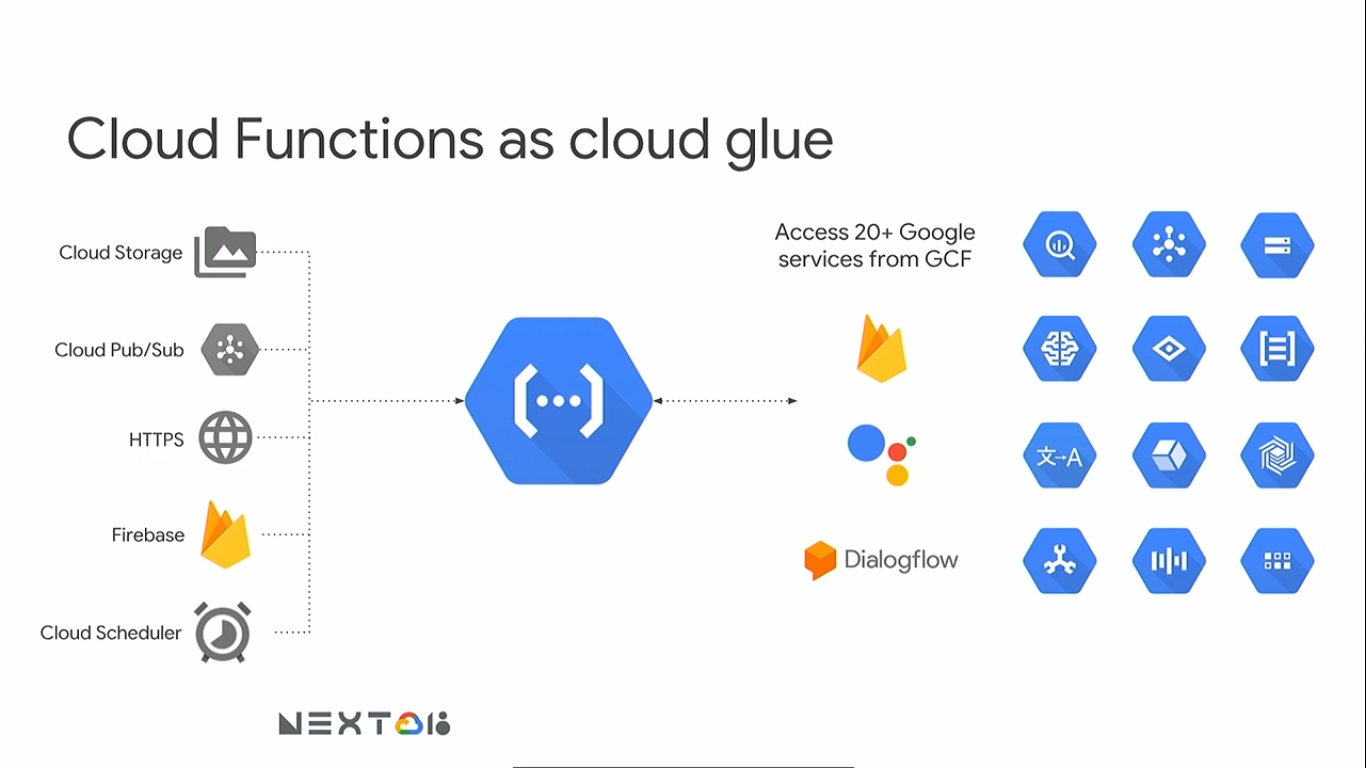 Cloud Functions as cloud glue
Cloud Storage
Cloud Pub/Sub
HTTPS
Firebase
Cloud Scheduler
Access 20+ Google
services from GCF
Dialogflow
文→A
NEXT 18